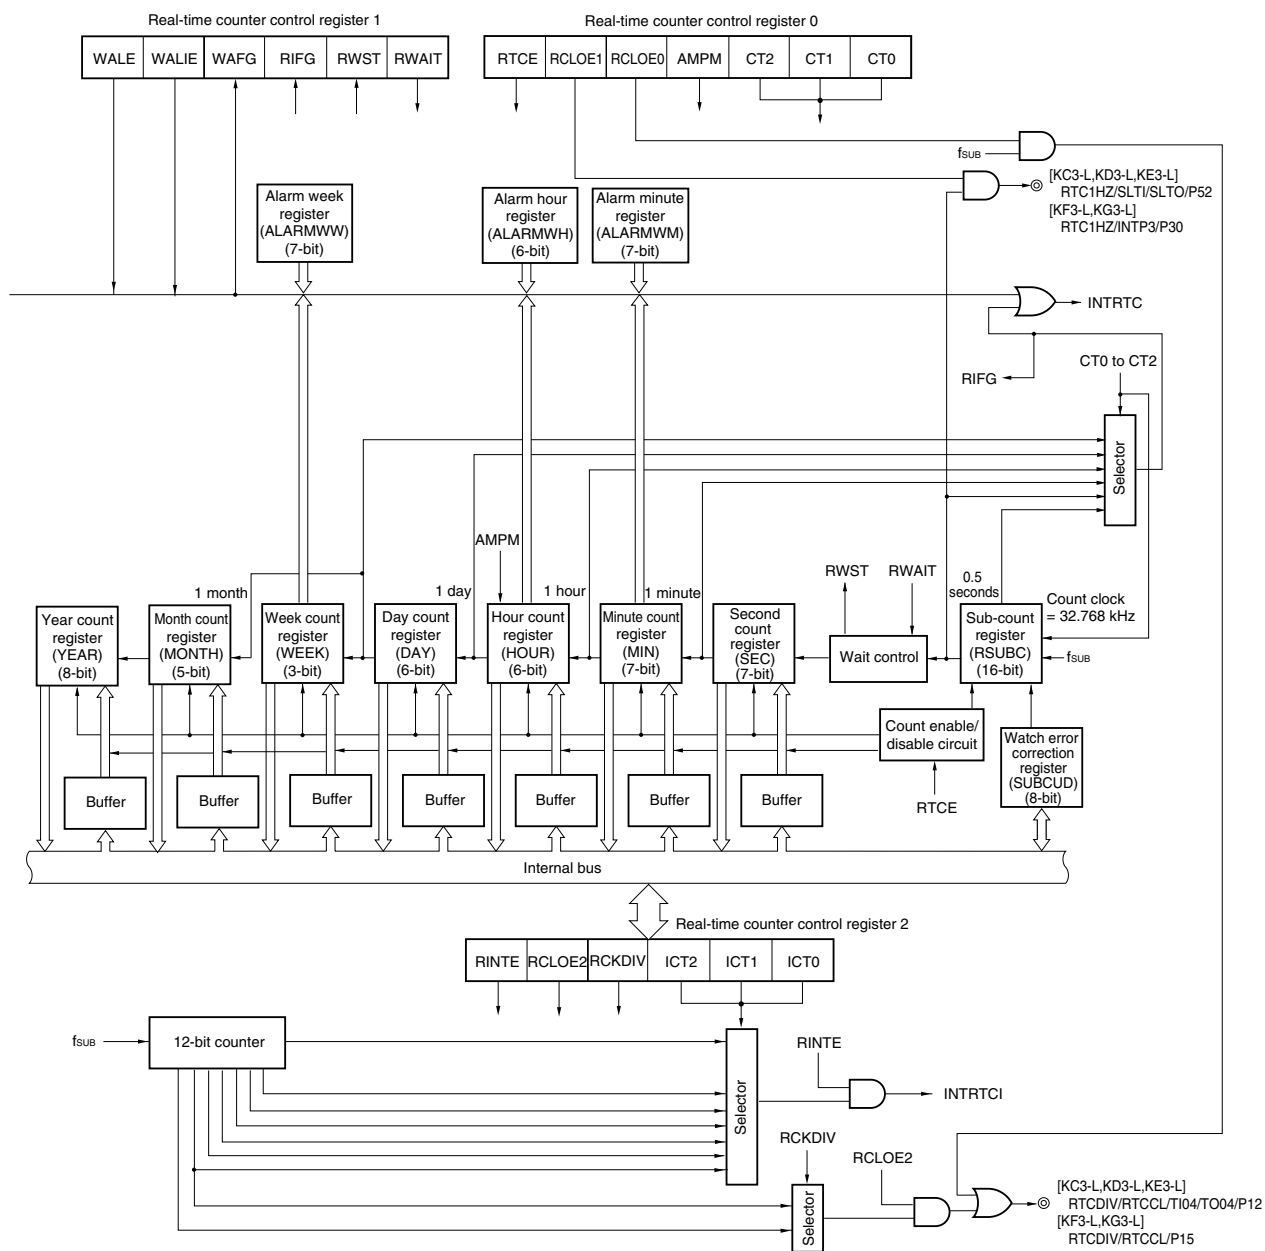 Real-time counter control register 1
Real-time counter control register 0
WALE WALIE WAFG RIFG RWST RWAIT
RTCE RCLOE1 RCLOE0 AMPM CT2 CT1 CT0
fSUB
[KC3-L,KD3-L,KE3-L]
RTC1HZ/SLTI/SLTO/P52
[KF3-L,KG3-L]
RTC1HZ/INTP3/P30
Alarm week
register
(ALARMWW)
(7-bit)
Alarm hour
register
(ALARMWH)
(6-bit)
Alarm minute
register
(ALARMWM)
(7-bit)
INTRTC
RIFG
CT0 to CT2
Selector
AMPM
RWST
RWAIT
0.5
seconds
Count clock
= 32.768 kHz
1 month
1 day
1 hour
1 minute
Year count
register
(YEAR)
(8-bit)
Month count
register
(MONTH)
(5-bit)
Week count
register
(WEEK)
(3-bit)
Day count
register
(DAY)
(6-bit)
Hour count
register
(HOUR)
(6-bit)
Minute count
register
(MIN)
(7-bit)
Second
count
register
(SEC)
(7-bit)
Wait control
Sub-count
register
(RSUBC)
(16-bit)
fSUB
Count enable/
disable circuit
RTCE
Watch error
correction
register
(SUBCUD)
(8-bit)
Buffer
Buffer
Buffer
Buffer
Buffer
Buffer
Buffer
Internal bus
Real-time counter control register 2
RINTE RCLOE2 RCKDIV ICT2 ICT1 ICT0
fSUB
12-bit counter
Selector
RINTE
INTRTCI
RCKDIV
Selector
RCLOE2
[KC3-L,KD3-L,KE3-L]
RTCDIV/RTCCL/TI04/TO04/P12
[KF3-L,KG3-L]
RTCDIV/RTCCL/P15